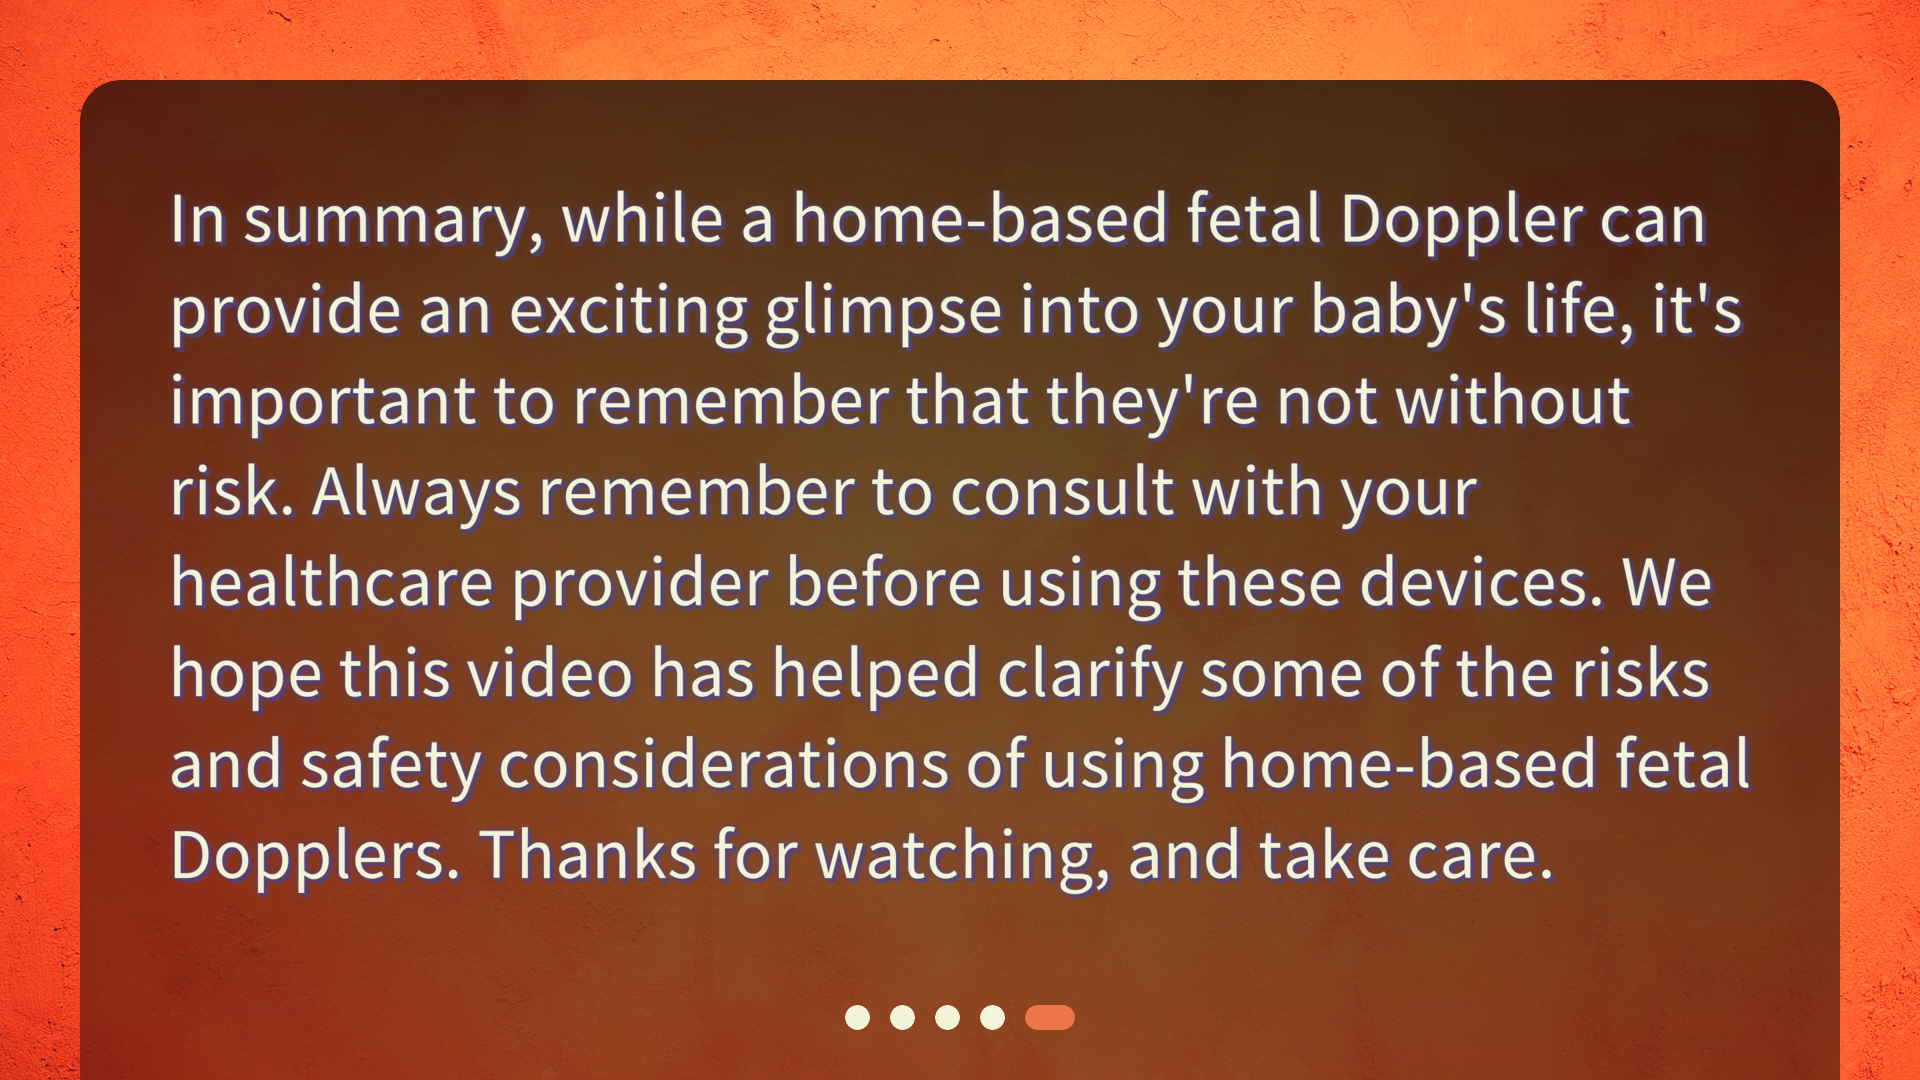 In summary, while a home-based fetal Doppler can
provide an exciting glimpse into your baby's life, it's
important to remember that they're not without
risk. Always remember to consult with your
healthcare provider before using these devices. We
hope this video has helped clarify some of the risks
and safety considerations of using home-based fetal
Dopplers. Thanks for watching, and take care.